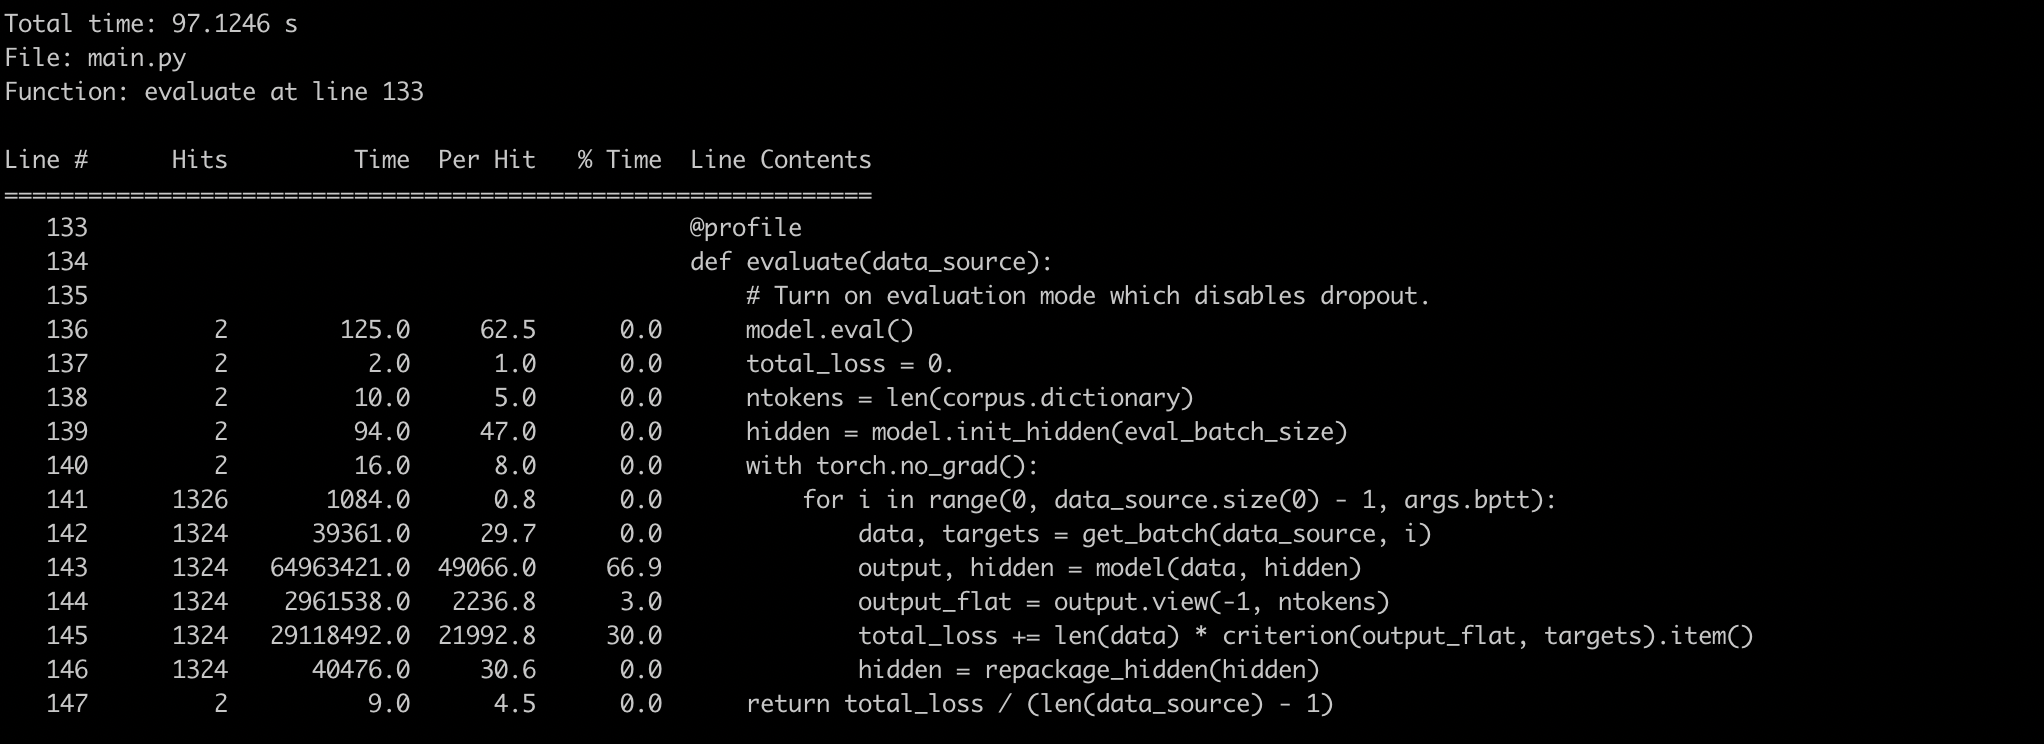 Total time: 97.1246 s
File: main.py
Function: evaluate at line 133

Line #      Hits         Time  Per Hit   % Time  Line Contents
==============================================================
   133                                           @profile
   134                                           def evaluate(data_source):
   135                                               # Turn on evaluation mode which disables dropout.
   136         2        125.0     62.5      0.0      model.eval()
   137         2          2.0      1.0      0.0      total_loss = 0.
   138         2         10.0      5.0      0.0      ntokens = len(corpus.dictionary)
   139         2         94.0     47.0      0.0      hidden = model.init_hidden(eval_batch_size)
   140         2         16.0      8.0      0.0      with torch.no_grad():
   141      1326       1084.0      0.8      0.0          for i in range(0, data_source.size(0) - 1, args.bptt):
   142      1324      39361.0     29.7      0.0              data, targets = get_batch(data_source, i)
   143      1324   64963421.0  49066.0     66.9              output, hidden = model(data, hidden)
   144      1324    2961538.0   2236.8      3.0              output_flat = output.view(-1, ntokens)
   145      1324   29118492.0  21992.8     30.0              total_loss += len(data) * criterion(output_flat, targets).item()
   146      1324      40476.0     30.6      0.0              hidden = repackage_hidden(hidden)
   147         2          9.0      4.5      0.0      return total_loss / (len(data_source) - 1)